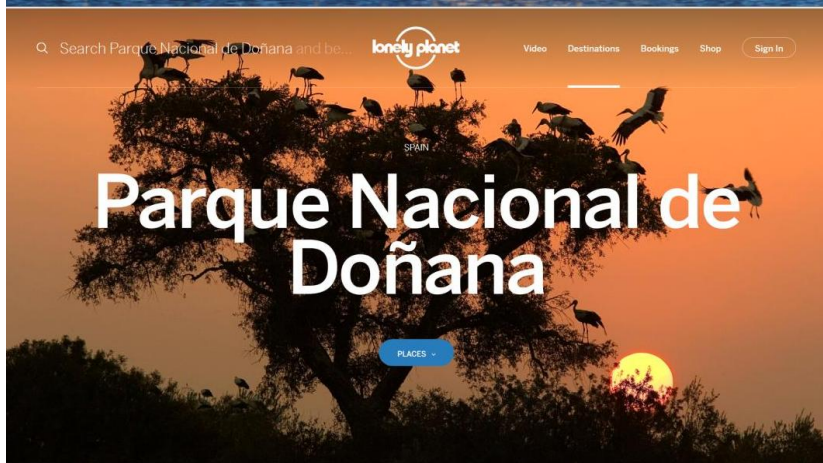 Search Parque Nacional de Doñana and be...
lonely planet
Video
Destinations
Bookings
Shop
Sign In
SPAIN
Parque Nacional de
Doñana
PLACES